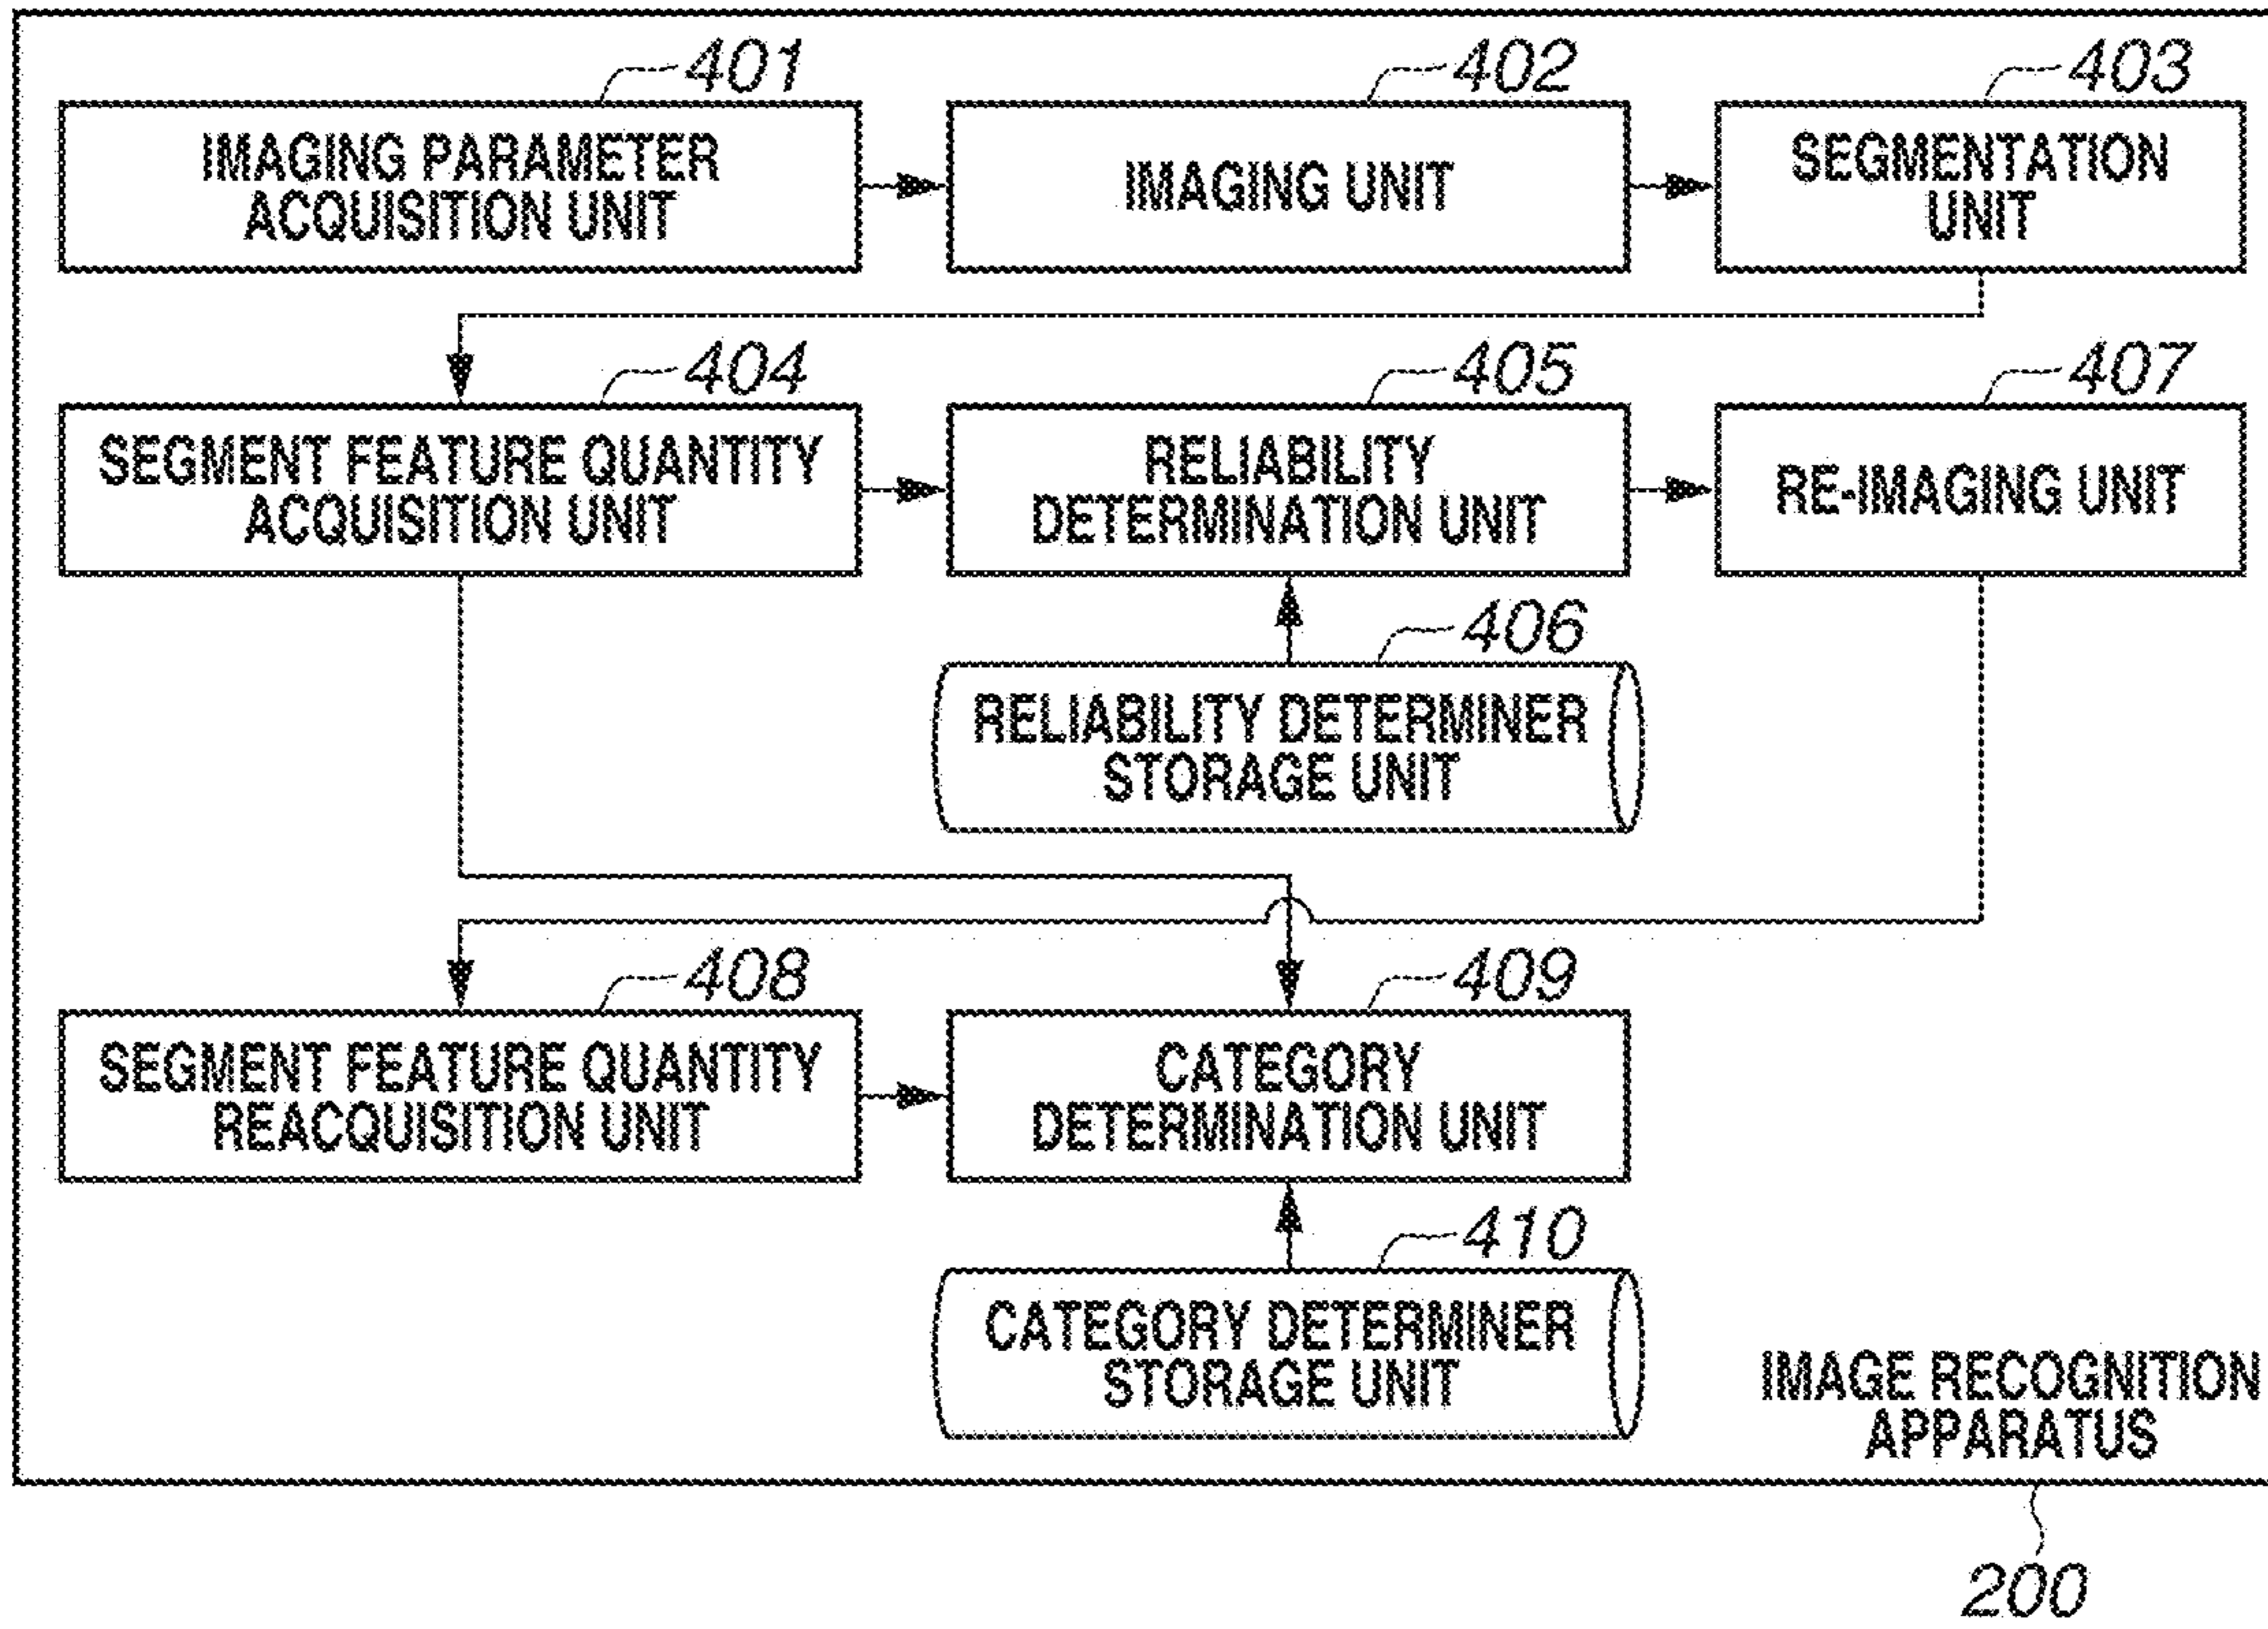 401
402
403
IMAGING PARAMETER
ACQUISITION UNIT
IMAGING UNIT
SEGMENTATION
UNIT
404
405
407
SEGMENT FEATURE QUANTITY
ACQUISITION UNIT
RELIABILITY
DETERMINATION UNIT
RE-IMAGING UNIT
406
RELIABILITY DETERMINER
STORAGE UNIT
408
409
SEGMENT FEATURE QUANTITY
REACQUISITION UNIT
CATEGORY
DETERMINATION UNIT
410
CATEGORY DETERMINER
STORAGE UNIT
IMAGE RECOGNITION
APPARATUS
200